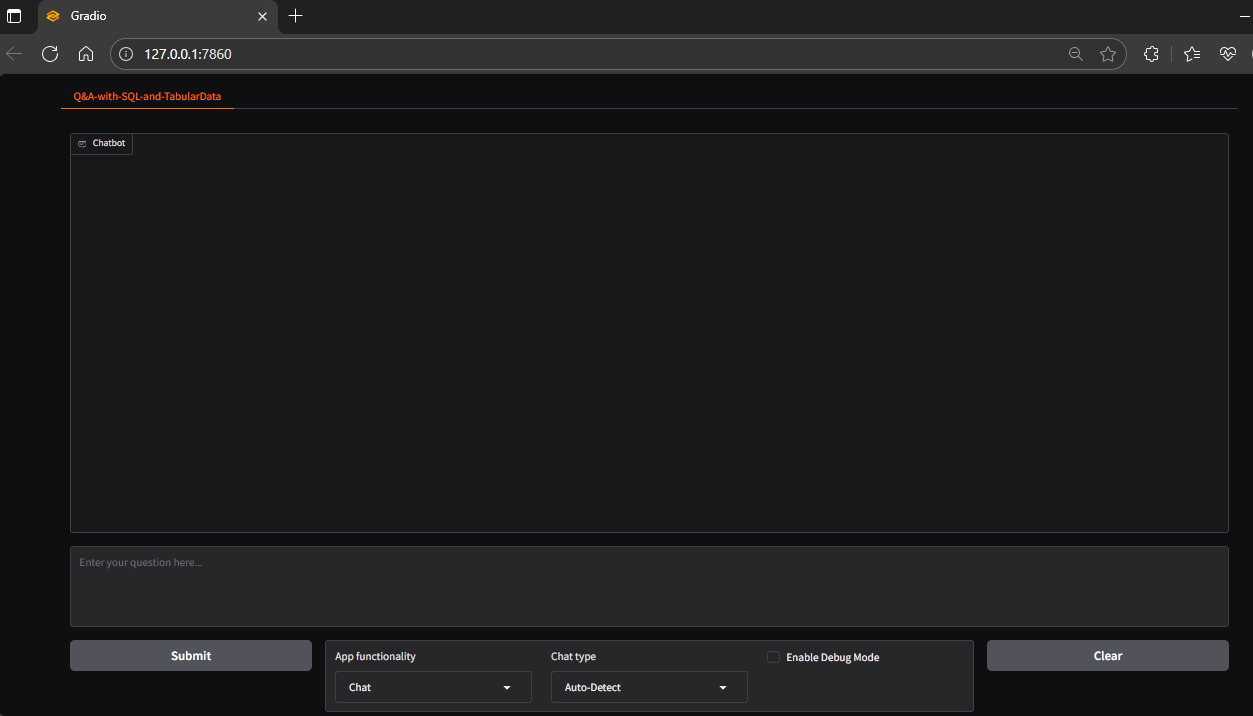 Gradio
127.0.0.1:7860
Q&A-with-SQL-and-TabularData
Chatbot
Enter your question here...
Submit
App functionality
Chat
Chat type
Auto-Detect
Enable Debug Mode
Clear